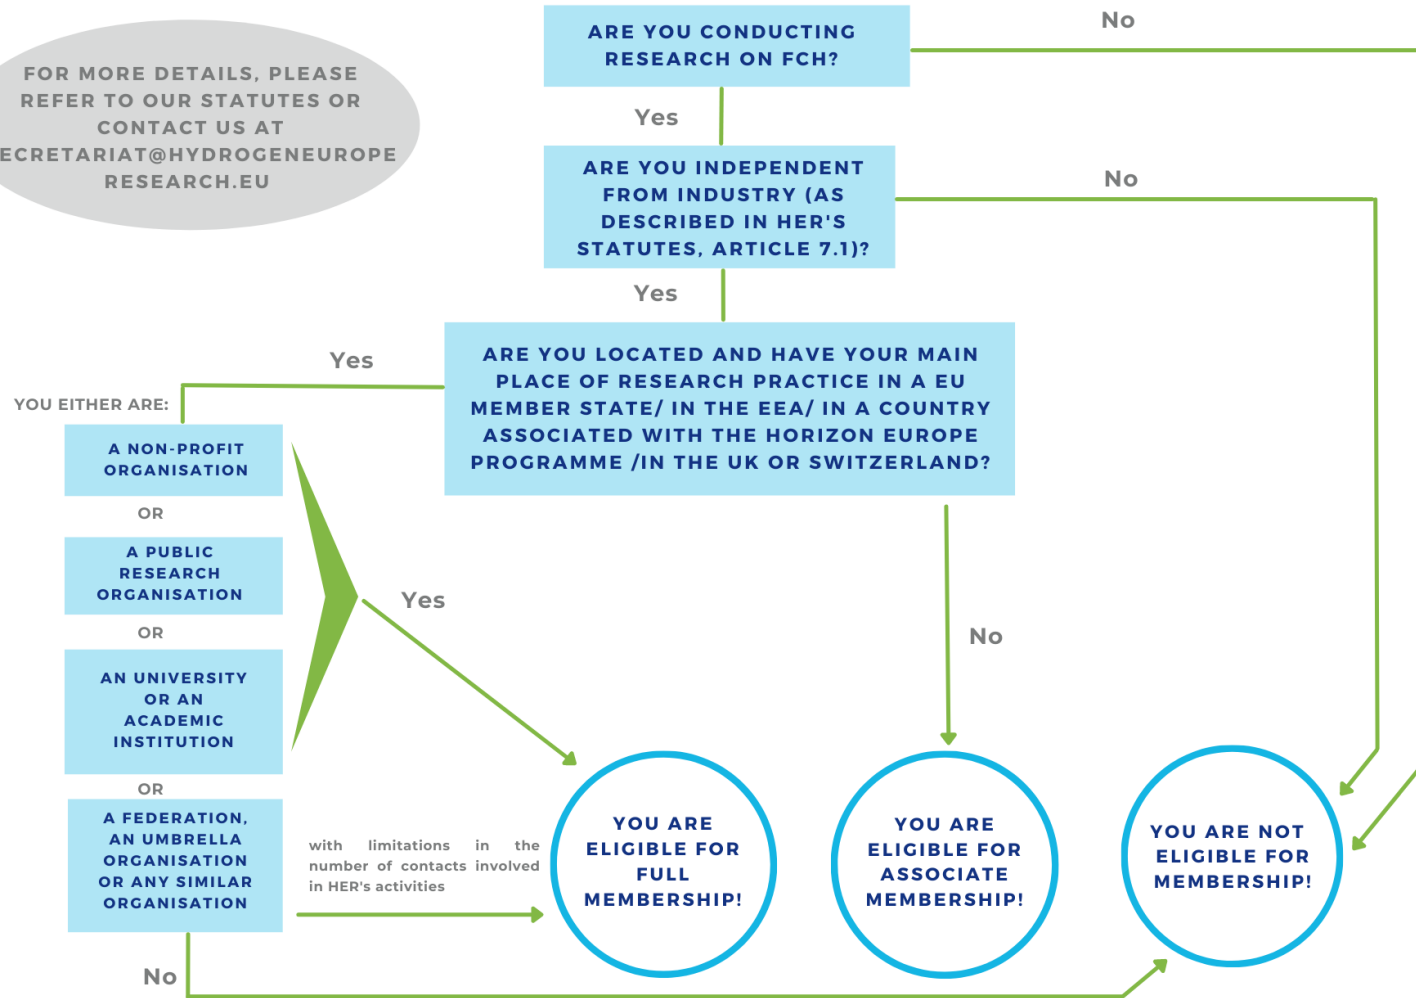 ARE YOU CONDUCTING
RESEARCH ON FCH?
No
FOR MORE DETAILS, PLEASE
REFER TO OUR STATUTES OR
CONTACT US AT
ECRETARIAT@HYDROGENEUROPE
RESEARCH.EU
Yes
ARE YOU INDEPENDENT
FROM INDUSTRY (AS
DESCRIBED IN HER'S
STATUTES, ARTICLE 7.1)?
No
Yes
ARE YOU LOCATED AND HAVE YOUR MAIN
PLACE OF RESEARCH PRACTICE IN A EU
MEMBER STATE/ IN THE EEA/ IN A COUNTRY
ASSOCIATED WITH THE HORIZON EUROPE
PROGRAMME /IN THE UK OR SWITZERLAND?
Yes
YOU EITHER ARE:
A NON-PROFIT
ORGANISATION
OR
A PUBLIC
RESEARCH
ORGANISATION
OR
AN UNIVERSITY
OR AN
ACADEMIC
INSTITUTION
OR
A FEDERATION,
AN UMBRELLA
ORGANISATION
OR ANY SIMILAR
ORGANISATION
Yes
No
with limitations in the
number of contacts involved
in HER's activities
YOU ARE
ELIGIBLE FOR
FULL
MEMBERSHIP!
YOU ARE
ELIGIBLE FOR
ASSOCIATE
MEMBERSHIP!
YOU ARE NOT
ELIGIBLE FOR
MEMBERSHIP!
No